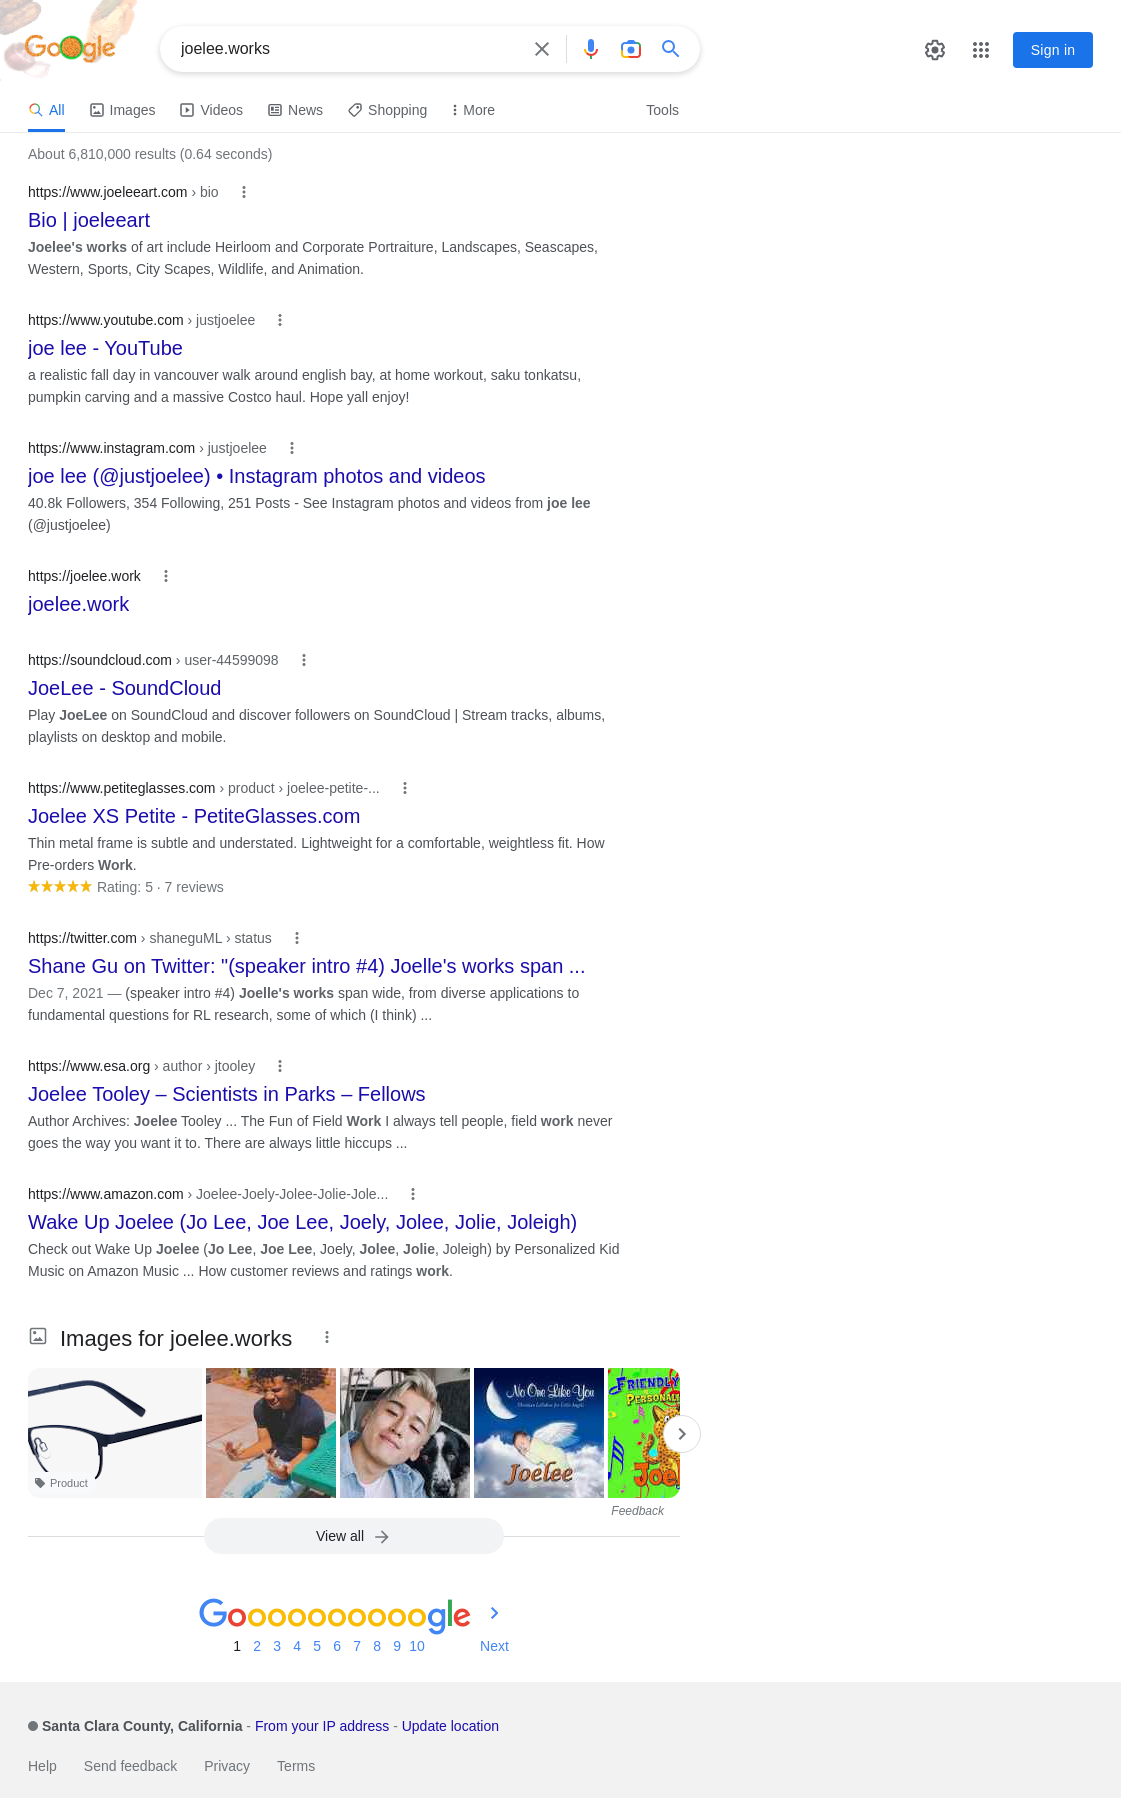 Google
joelee.works
Sign in
All Images Videos News Shopping More Tools
About 6,810,000 results (0.64 seconds)
https://www.joeleeart.com › bio
Bio | joeleeart
Joelee's works of art include Heirloom and Corporate Portraiture, Landscapes, Seascapes,
Western, Sports, City Scapes, Wildlife, and Animation.
https://www.youtube.com › justjoelee
joe lee - YouTube
a realistic fall day in vancouver walk around english bay, at home workout, saku tonkatsu,
pumpkin carving and a massive Costco haul. Hope yall enjoy!
https://www.instagram.com › justjoelee
joe lee (@justjoelee) • Instagram photos and videos
40.8k Followers, 354 Following, 251 Posts - See Instagram photos and videos from joe lee
(@justjoelee)
https://joelee.work
joelee.work
https://soundcloud.com › user-44599098
JoeLee - SoundCloud
Play JoeLee on SoundCloud and discover followers on SoundCloud | Stream tracks, albums,
playlists on desktop and mobile.
https://www.petiteglasses.com › product › joelee-petite-...
Joelee XS Petite - PetiteGlasses.com
Thin metal frame is subtle and understated. Lightweight for a comfortable, weightless fit. How
Pre-orders Work.
Rating: 5 · 7 reviews
https://twitter.com › shaneguML › status
Shane Gu on Twitter: "(speaker intro #4) Joelle's works span ...
Dec 7, 2021 — (speaker intro #4) Joelle's works span wide, from diverse applications to
fundamental questions for RL research, some of which (I think) ...
https://www.esa.org › author › jtooley
Joelee Tooley – Scientists in Parks – Fellows
Author Archives: Joelee Tooley ... The Fun of Field Work I always tell people, field work never
goes the way you want it to. There are always little hiccups ...
https://www.amazon.com › Joelee-Joely-Jolee-Jolie-Jole...
Wake Up Joelee (Jo Lee, Joe Lee, Joely, Jolee, Jolie, Joleigh)
Check out Wake Up Joelee (Jo Lee, Joe Lee, Joely, Jolee, Jolie, Joleigh) by Personalized Kid
Music on Amazon Music ... How customer reviews and ratings work.
Images for joelee.works
No One Like You
Joelee
FRIENDLY
PERSONAL
Joe
Product
Feedback
View all
Goooooooooogle
1 2 3 4 5 6 7 8 9 10 Next
Santa Clara County, California - From your IP address - Update location
Help Send feedback Privacy Terms